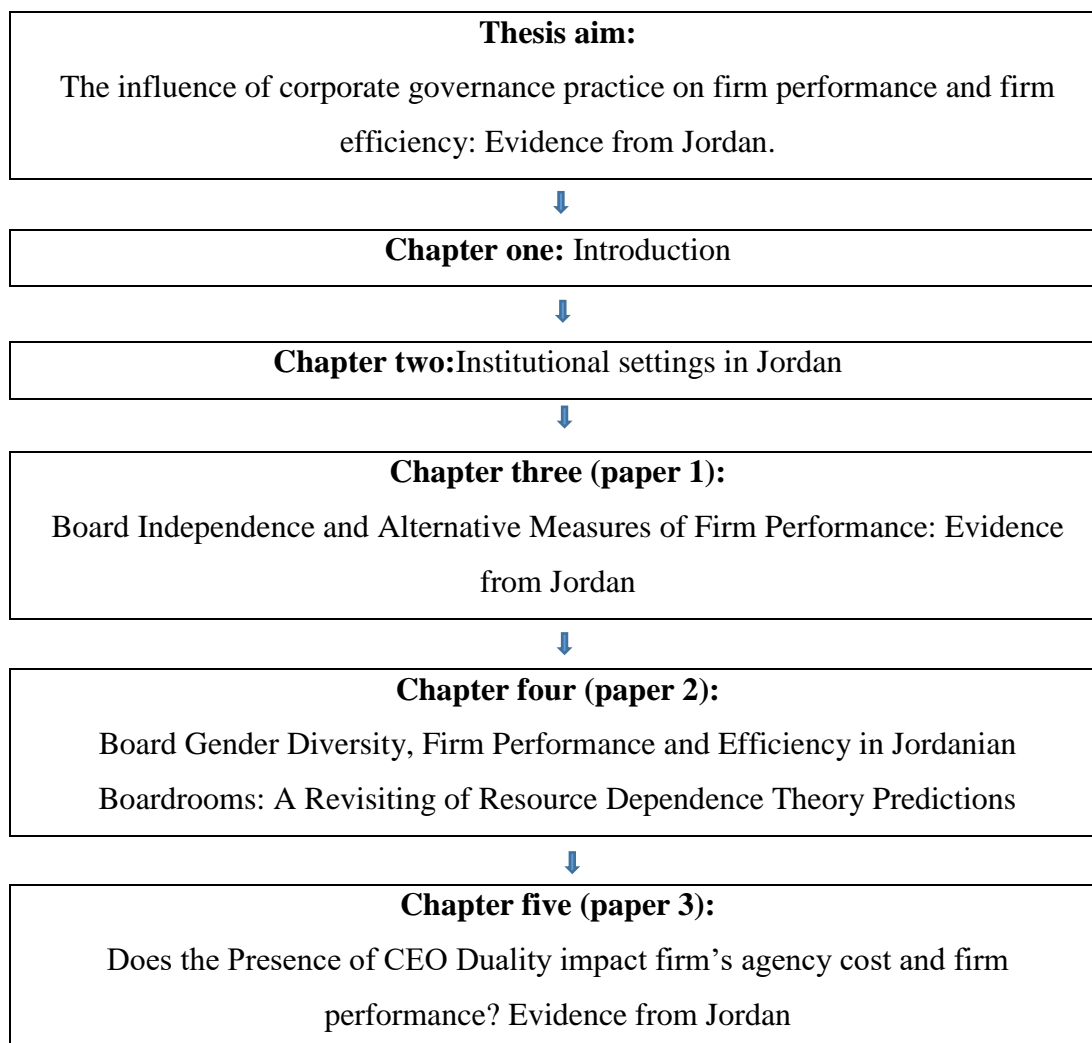 Thesis aim:
The influence of corporate governance practice on firm performance and firm
efficiency: Evidence from Jordan.
Chapter one: Introduction
Chapter two:Institutional settings in Jordan
Chapter three (paper 1):
Board Independence and Alternative Measures of Firm Performance: Evidence
from Jordan
Chapter four (paper 2):
Board Gender Diversity, Firm Performance and Efficiency in Jordanian
Boardrooms: A Revisiting of Resource Dependence Theory Predictions
Chapter five (paper 3):
Does the Presence of CEO Duality impact firm’s agency cost and firm
performance? Evidence from Jordan